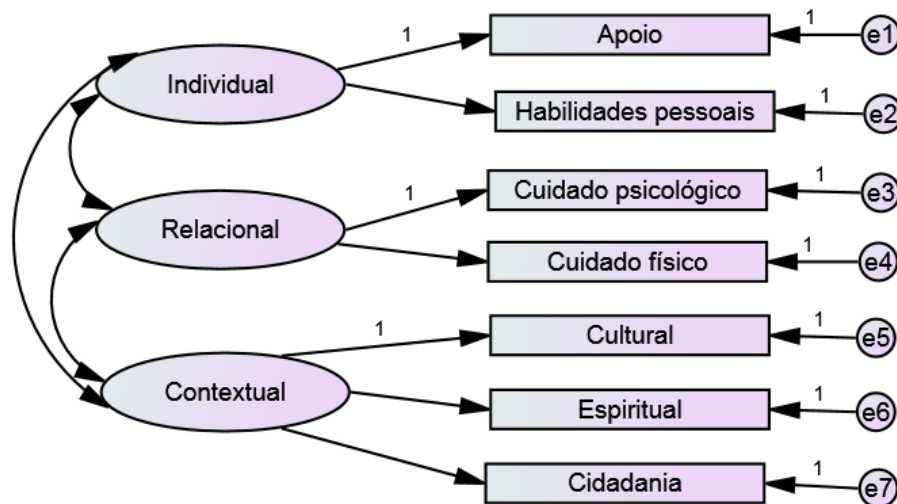 1
Apoio
1
e1
Individual
Habilidades pessoais
1
e2
1
Cuidado psicológico
1
e3
Relacional
Cuidado físico
1
e4
1
Cultural
1
e5
Contextual
Espiritual
1
e6
Cidadania
1
e7